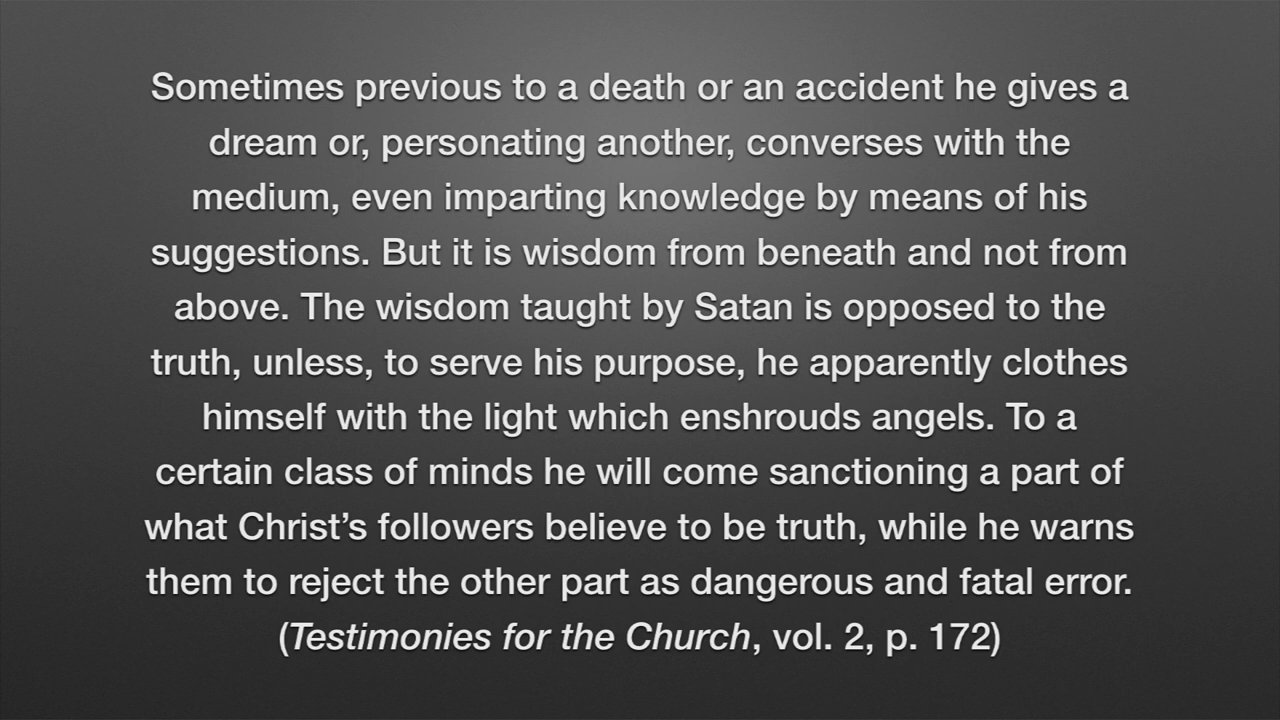 Sometimes previous to a death or an accident he gives a
dream or, personating another, converses with the
medium, even imparting knowledge by means of his
suggestions. But it is wisdom from beneath and not from
above. The wisdom taught by Satan is opposed to the
truth, unless, to serve his purpose, he apparently clothes
himself with the light which enshrouds angels. To a
certain class of minds he will come sanctioning a part of
what Christ’s followers believe to be truth, while he warns
them to reject the other part as dangerous and fatal error.
(Testimonies for the Church, vol. 2, p. 172)